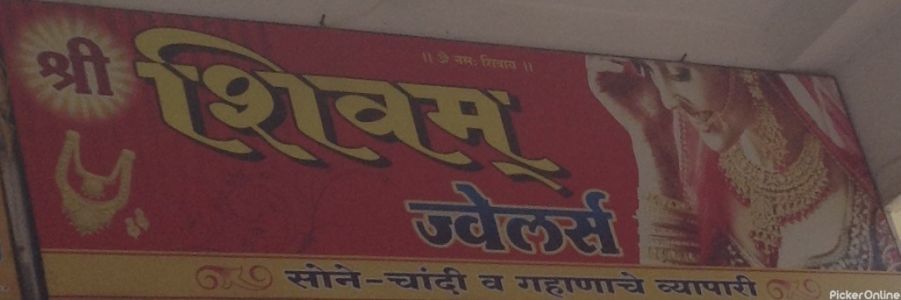 ॥ ॐ नमः शिवाय ॥
श्री शिवम्
ज्वेलर्स
सोने-चांदी व गहाणाचे व्यापारी
PickerOnline